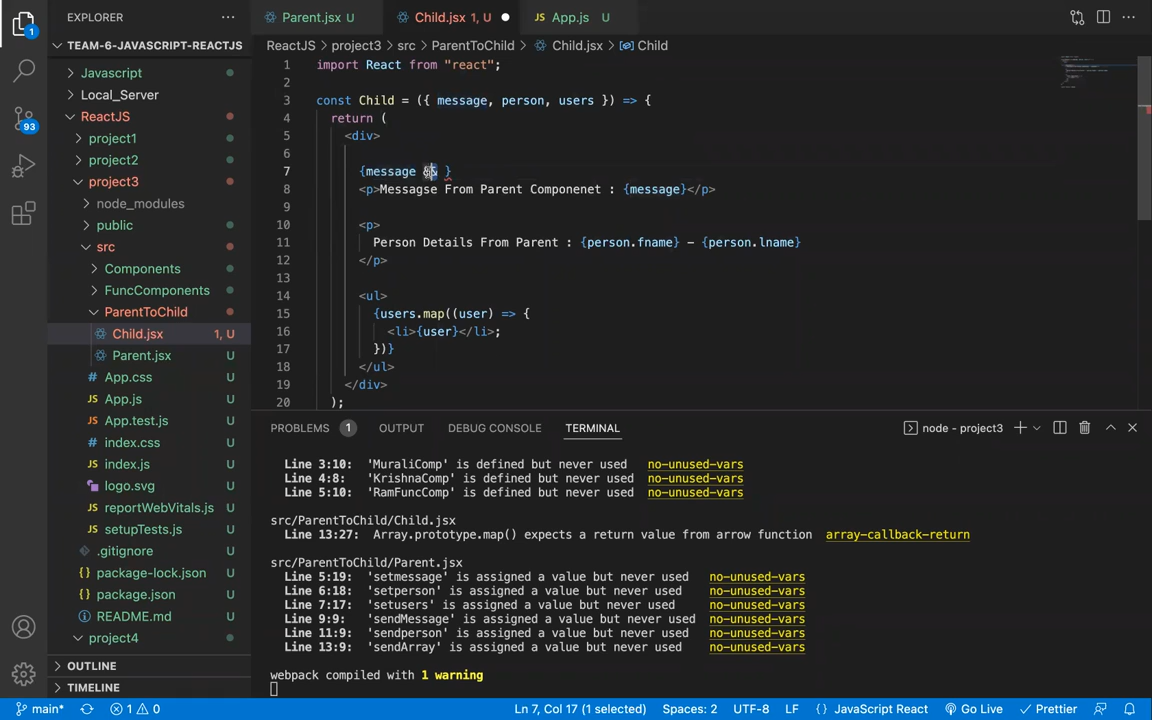 EXPLORER
Parent.jsx U
Child.jsx 1, U
JS App.js U
1
TEAM-6-JAVASCRIPT-REACTJS
ReactJS > project3 > src > ParentToChild > Child.jsx > Child
Javascript
Local_Server
ReactJS
project1
project2
project3
node_modules
public
src
Components
FuncComponents
ParentToChild
Child.jsx 1, U
Parent.jsx U
# App.css U
JS App.js U
JS App.test.js U
# index.css U
JS index.js U
logo.svg U
JS reportWebVitals.js U
JS setupTests.js U
.gitignore U
{} package-lock.json U
{} package.json U
README.md U
project4
OUTLINE
TIMELINE
93
1 import React from "react";
2
3 const Child = ({ message, person, users }) => {
4 return (
5 <div>
6
7 {message && }
8 <p>Messagse From Parent Componenet : {message}</p>
9
10 <p>
11 Person Details From Parent : {person.fname} - {person.lname}
12 </p>
13
14 <ul>
15 {users.map((user) => {
16 <li>{user}</li>;
17 })}
18 </ul>
19 </div>
20 );
PROBLEMS 1 OUTPUT DEBUG CONSOLE TERMINAL node - project3
Line 3:10: 'MuraliComp' is defined but never used no-unused-vars
Line 4:8: 'KrishnaComp' is defined but never used no-unused-vars
Line 5:10: 'RamFuncComp' is defined but never used no-unused-vars
src/ParentToChild/Child.jsx
Line 13:27: Array.prototype.map() expects a return value from arrow function array-callback-return
src/ParentToChild/Parent.jsx
Line 5:19: 'setmessage' is assigned a value but never used no-unused-vars
Line 6:18: 'setperson' is assigned a value but never used no-unused-vars
Line 7:17: 'setusers' is assigned a value but never used no-unused-vars
Line 9:9: 'sendMessage' is assigned a value but never used no-unused-vars
Line 11:9: 'sendperson' is assigned a value but never used no-unused-vars
Line 13:9: 'sendArray' is assigned a value but never used no-unused-vars
webpack compiled with 1 warning
main* 1 0 Ln 7, Col 17 (1 selected) Spaces: 2 UTF-8 LF {} JavaScript React Go Live Prettier